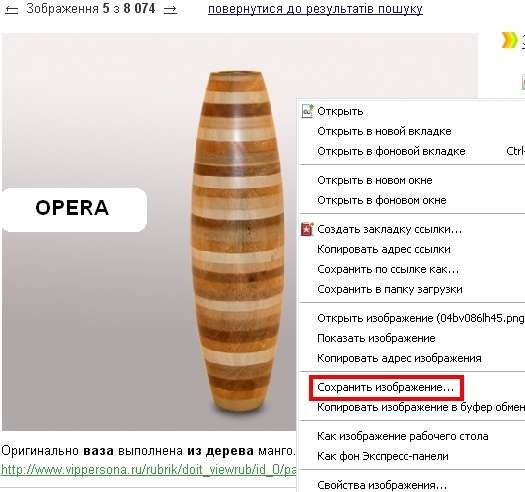 ← Зображення 5 з 8 074 → повернутися до результатів пошуку
OPERA
Открыть
Открыть в новой вкладке
Открыть в фоновой вкладке Ctrl-
Открыть в новом окне
Открыть в фоновом окне
Создать закладку ссылки...
Копировать адрес ссылки
Сохранить по ссылке как...
Сохранить в папку загрузки
Открыть изображение (04bv086lh45.png
Показать изображение
Копировать адрес изображения
Сохранить изображение...
Копировать изображение в буфер обмен
Как изображение рабочего стола
Как фон Экспресс-панели
Свойства изображения...
Оригинально ваза выполнена из дерева манго.
http://www.vippersona.ru/rubrik/doit_viewrub/id_0/pa